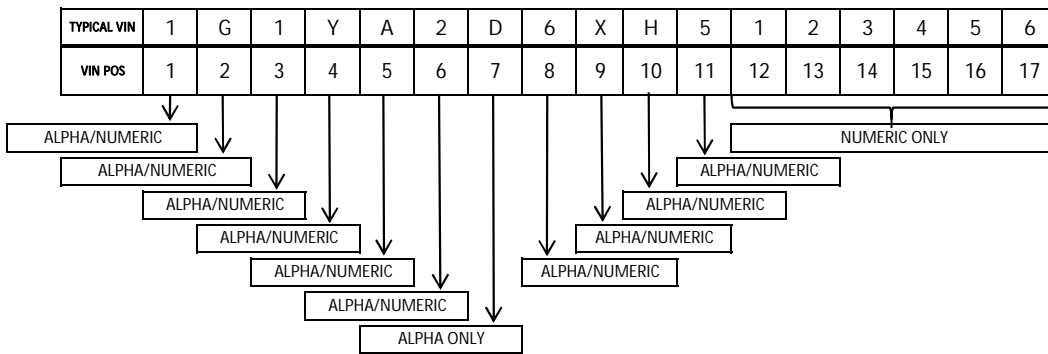 TYPICAL VIN 1 G 1 Y A 2 D 6 X H 5 1 2 3 4 5 6
VIN POS 1 2 3 4 5 6 7 8 9 10 11 12 13 14 15 16 17
ALPHA/NUMERIC NUMERIC ONLY
ALPHA/NUMERIC ALPHA/NUMERIC
ALPHA/NUMERIC ALPHA/NUMERIC
ALPHA/NUMERIC ALPHA/NUMERIC
ALPHA/NUMERIC ALPHA/NUMERIC
ALPHA/NUMERIC
ALPHA ONLY